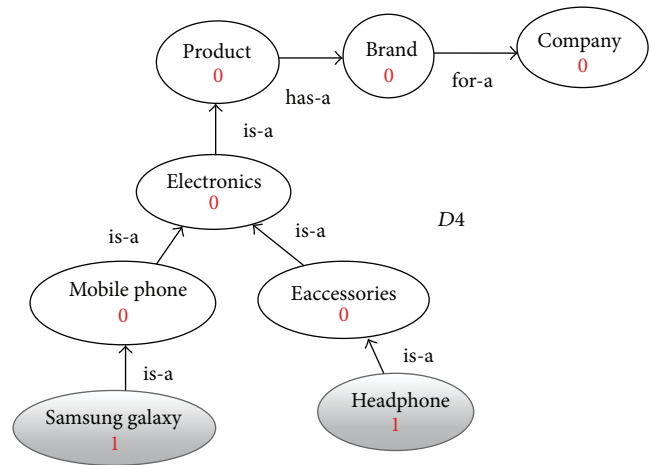 Product
0
has-a
Brand
0
for-a
Company
0
is-a
Electronics
0
D4
is-a
is-a
Mobile phone
0
Eaccessories
0
is-a
is-a
Samsung galaxy
1
Headphone
1